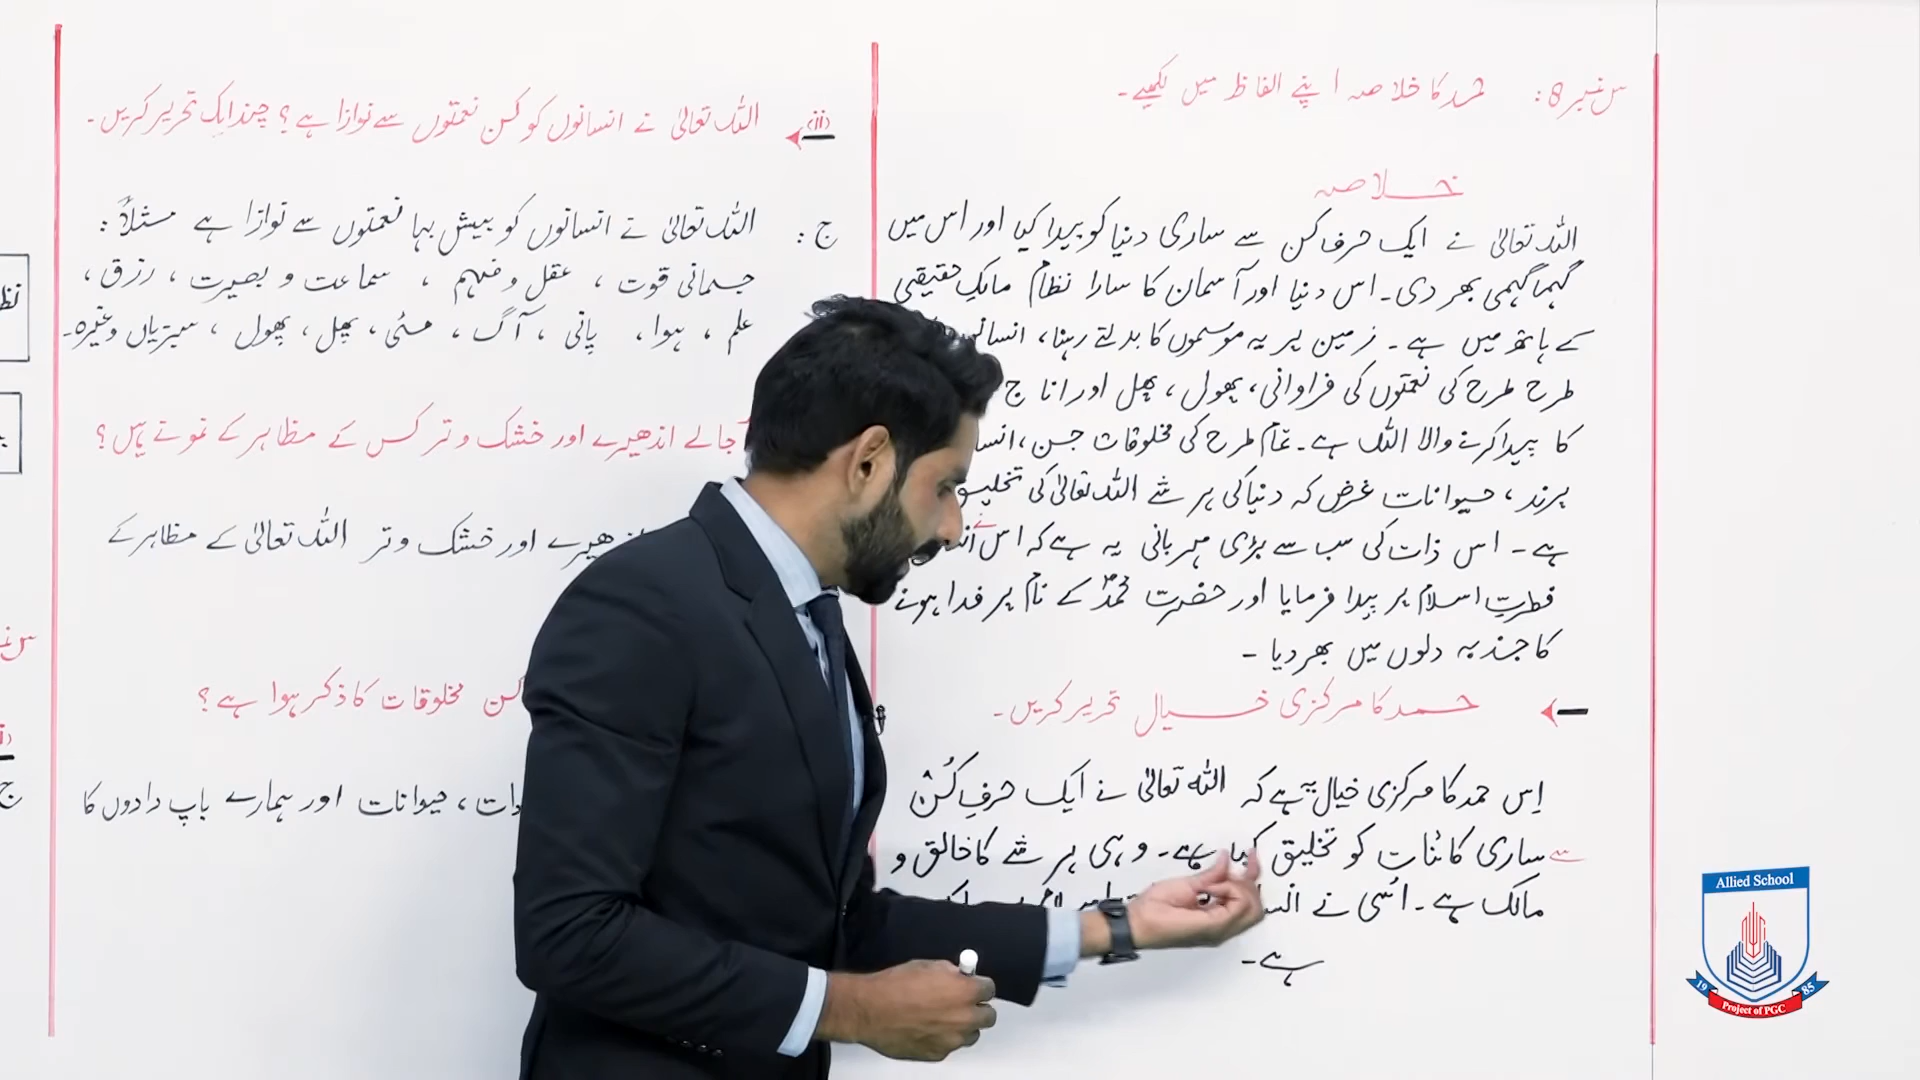 س نمبر 8: حمد کا خلاصہ اپنے الفاظ میں لکھیے۔
خلاصہ
اللہ تعالیٰ نے ایک حرف کن سے ساری دنیا کو پیدا کیا اور اس میں
گہما گہمی بھر دی۔ اس دنیا اور آسمان کا سارا نظام مالکِ حقیقی
کے ہاتھ میں ہے۔ زمین پر یہ موسموں کا بدلتے رہنا،
طرح طرح کی نعمتوں کی فراوانی، پھول، پھل اور اناج
کا پیدا کرنے والا اللہ ہے۔ تمام طرح کی مخلوقات جن،
پرند، حیوانات غرض کہ دنیا کی ہر شے اللہ تعالیٰ کی
ہے۔ اس ذات کی سب سے بڑی مہربانی یہ ہے کہ اس نے
فطرتِ اسلام پر پیدا فرمایا اور حضرت محمدؐ کے نام پر فدا ہونے
کا جذبہ دلوں میں بھر دیا۔
حمد کا مرکزی خیال تحریر کریں۔
اِس حمد کا مرکزی خیال یہ ہے کہ اللہ تعالیٰ نے ایک حرفِ کُن
سے ساری کائنات کو تخلیق کیا ہے۔ وہی ہر شے کا خالق و
مالک ہے۔ اُسی نے
ہے۔
(ii) اللہ تعالیٰ نے انسانوں کو کن نعمتوں سے نوازا ہے؟ چند ایک تحریر کریں۔
ج: اللہ تعالیٰ نے انسانوں کو بیش بہا نعمتوں سے نوازا ہے مثلاً:
جسمانی قوت، عقل و فہم، سماعت و بصیرت، رزق،
علم، ہوا، پانی، آگ، مٹی، پھل، پھول، سبزیاں وغیرہ۔
اجالے اندھیرے اور خشک و تر کس کے مظاہر کے نمونے ہیں؟
اور خشک و تر اللہ تعالیٰ کے مظاہر کے
کن مخلوقات کا ذکر ہوا ہے؟
حیوانات اور ہمارے باپ دادوں کا
ج
Allied School
19 85
Project of PGC